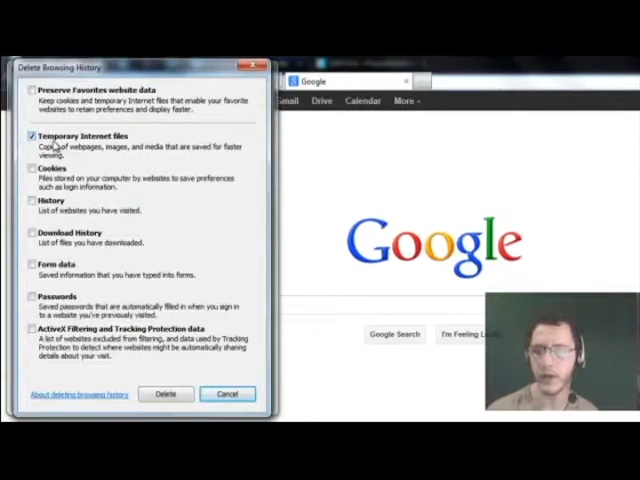 Delete Browsing History
Google
Gmail Drive Calendar More
Preserve Favorites website data
Keep cookies and temporary Internet files that enable your favorite
websites to retain preferences and display faster.
Temporary Internet files
of webpages, images, and media that are saved for faster
viewing.
Cookies
Files stored on your computer by websites to save preferences
such as login information.
History
List of websites you have visited.
Download History
List of files you have downloaded.
Form data
Saved information that you have typed into forms.
Passwords
Saved passwords that are automatically filled in when you sign in
to a website you've previously visited.
ActiveX Filtering and Tracking Protection data
A list of websites excluded from filtering, and data used by Tracking
Protection to detect where websites might be automatically sharing
details about your visit.
About deleting browsing history
Delete
Cancel
Google
Google Search
I'm Feeling